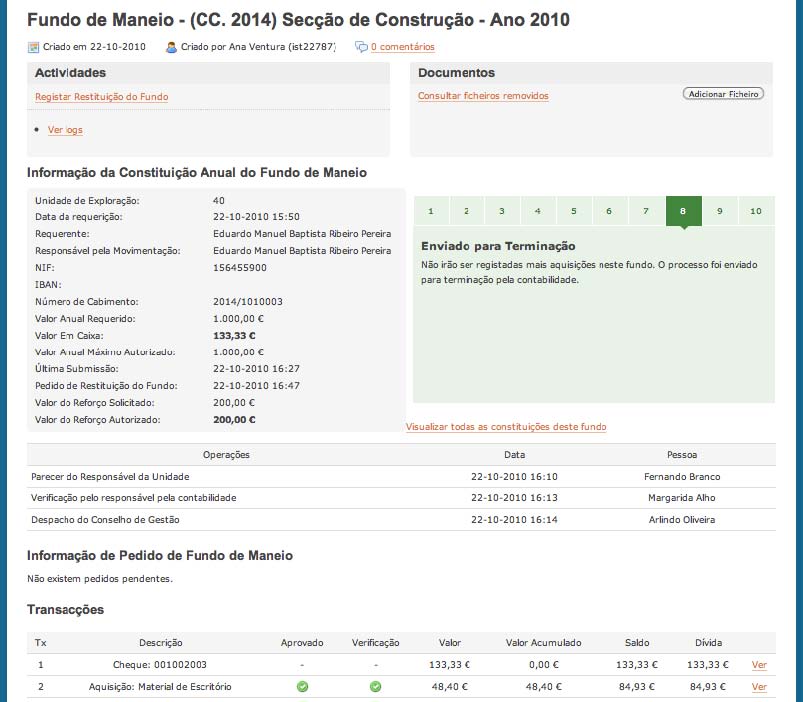 Fundo de Maneio - (CC. 2014) Secção de Construção - Ano 2010
Criado em 22-10-2010 Criado por Ana Ventura (ist22787) 0 comentários
Actividades
Registar Restituição do Fundo
Ver logs
Documentos
Consultar ficheiros removidos Adicionar Ficheiro
Informação da Constituição Anual do Fundo de Maneio
Unidade de Exploração: 40
Data da requerição: 22-10-2010 15:50
Requerente: Eduardo Manuel Baptista Ribeiro Pereira
Responsável pela Movimentação: Eduardo Manuel Baptista Ribeiro Pereira
NIF: 156455900
IBAN:
Número de Cabimento: 2014/1010003
Valor Anual Requerido: 1.000,00 €
Valor Em Caixa: 133,33 €
Valor Anual Máximo Autorizado: 1.000,00 €
Última Submissão: 22-10-2010 16:27
Pedido de Restituição do Fundo: 22-10-2010 16:47
Valor do Reforço Solicitado: 200,00 €
Valor do Reforço Autorizado: 200,00 €
1 2 3 4 5 6 7 8 9 10
Enviado para Terminação
Não irão ser registadas mais aquisições neste fundo. O processo foi enviado
para terminação pela contabilidade.
Visualizar todas as constituições deste fundo
Operações Data Pessoa
Parecer do Responsável da Unidade 22-10-2010 16:10 Fernando Branco
Verificação pelo responsável pela contabilidade 22-10-2010 16:13 Margarida Alho
Despacho do Conselho de Gestão 22-10-2010 16:14 Arlindo Oliveira
Informação de Pedido de Fundo de Maneio
Não existem pedidos pendentes.
Transacções
Tx Descrição Aprovado Verificação Valor Valor Acumulado Saldo Dívida
1 Cheque: 001002003 - - 133,33 € 0,00 € 133,33 € 133,33 € Ver
2 Aquisição: Material de Escritório 48,40 € 48,40 € 84,93 € 84,93 € Ver